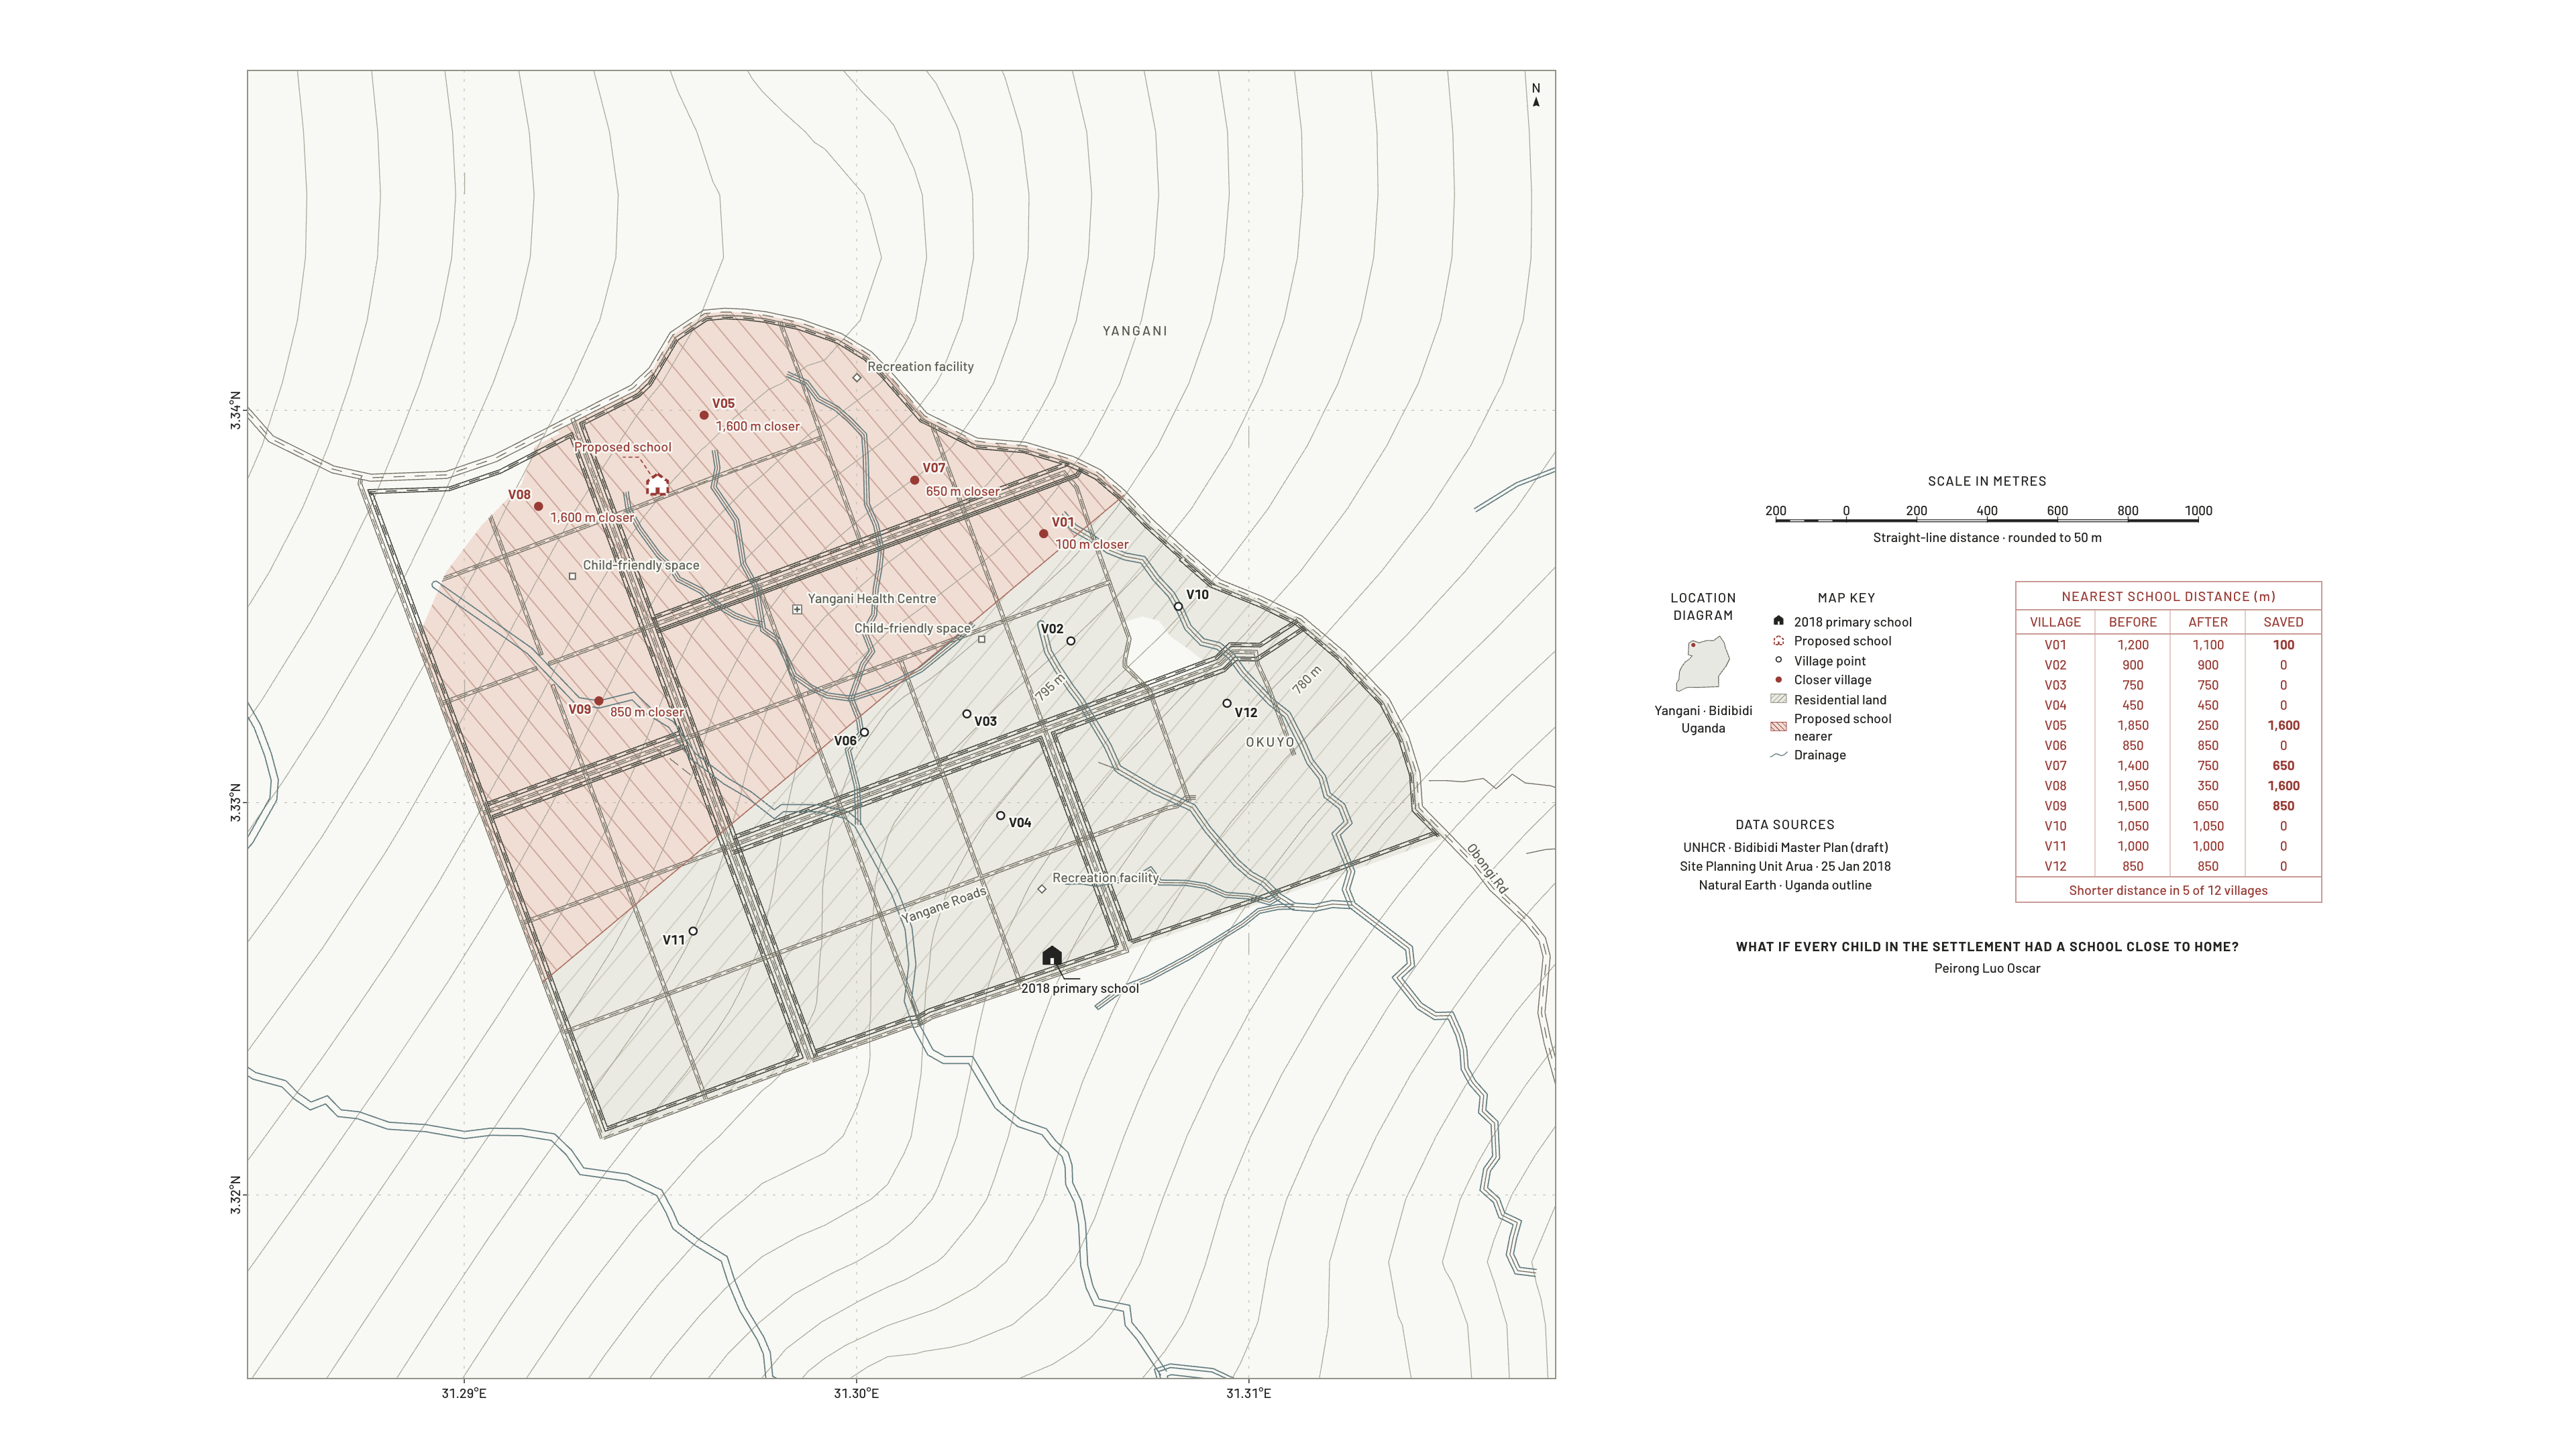 N
YANGANI
Recreation facility
3.34°N
V05
1,600 m closer
Proposed school
V07
650 m closer
V08
1,600 m closer
V01
100 m closer
Child-friendly space
Yangani Health Centre
V10
Child-friendly space
V02
795 m
780 m
V09
850 m closer
V03
V12
V06
OKUYO
3.33°N
V04
Obongi Rd
Recreation facility
Yangane Roads
V11
2018 primary school
3.32°N
31.29°E
31.30°E
31.31°E
SCALE IN METRES
200 0 200 400 600 800 1000
Straight-line distance · rounded to 50 m
LOCATION
DIAGRAM
Yangani · Bidibidi
Uganda
MAP KEY
2018 primary school
Proposed school
Village point
Closer village
Residential land
Proposed school
nearer
Drainage
DATA SOURCES
UNHCR · Bidibidi Master Plan (draft)
Site Planning Unit Arua · 25 Jan 2018
Natural Earth · Uganda outline
NEAREST SCHOOL DISTANCE (m)
VILLAGE BEFORE AFTER SAVED
V01 1,200 1,100 100
V02 900 900 0
V03 750 750 0
V04 450 450 0
V05 1,850 250 1,600
V06 850 850 0
V07 1,400 750 650
V08 1,950 350 1,600
V09 1,500 650 850
V10 1,050 1,050 0
V11 1,000 1,000 0
V12 850 850 0
Shorter distance in 5 of 12 villages
WHAT IF EVERY CHILD IN THE SETTLEMENT HAD A SCHOOL CLOSE TO HOME?
Peirong Luo Oscar